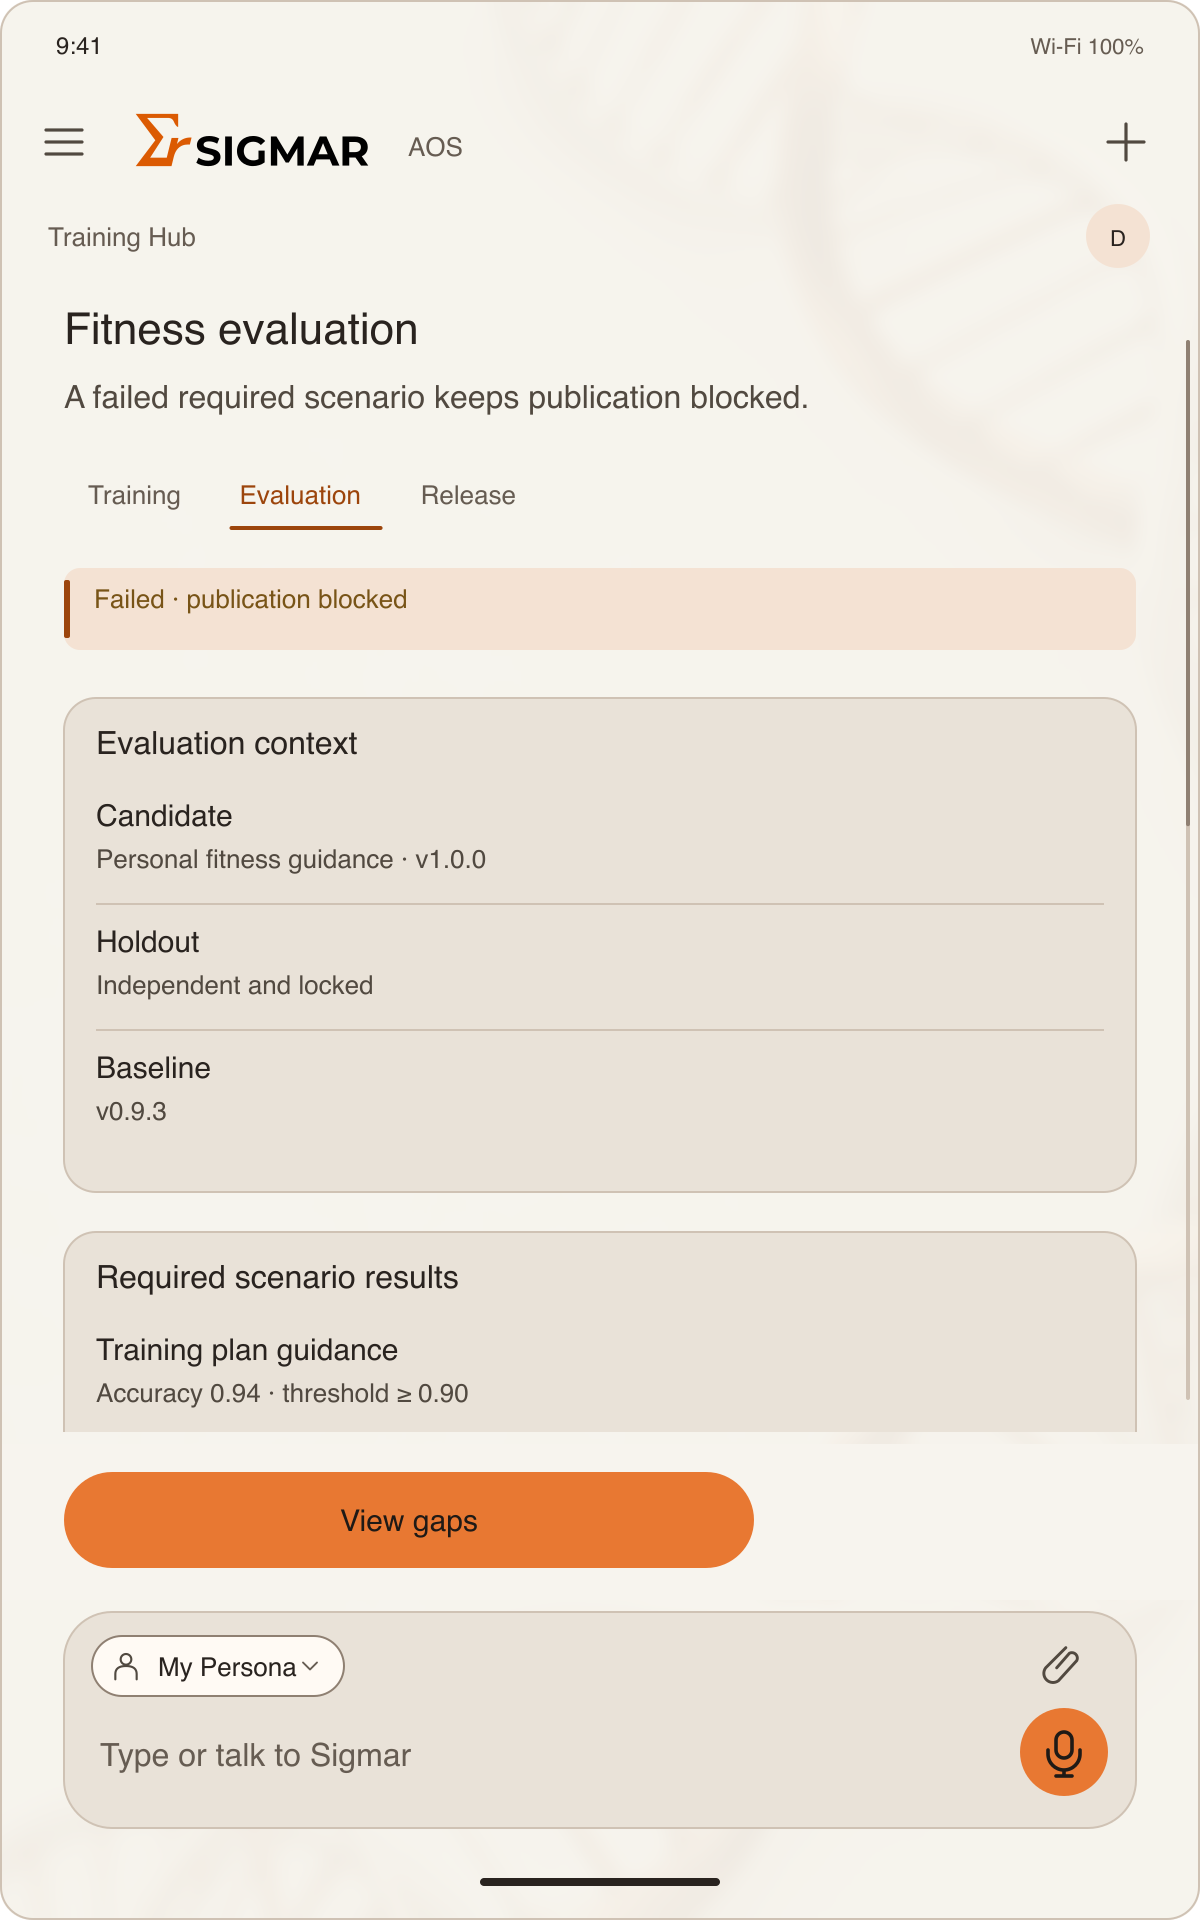 9:41
Wi-Fi 100%
Σr SIGMAR AOS
Training Hub
D
Fitness evaluation
A failed required scenario keeps publication blocked.
Training Evaluation Release
Failed · publication blocked
Evaluation context
Candidate
Personal fitness guidance · v1.0.0
Holdout
Independent and locked
Baseline
v0.9.3
Required scenario results
Training plan guidance
Accuracy 0.94 · threshold ≥ 0.90
View gaps
My Persona
Type or talk to Sigmar